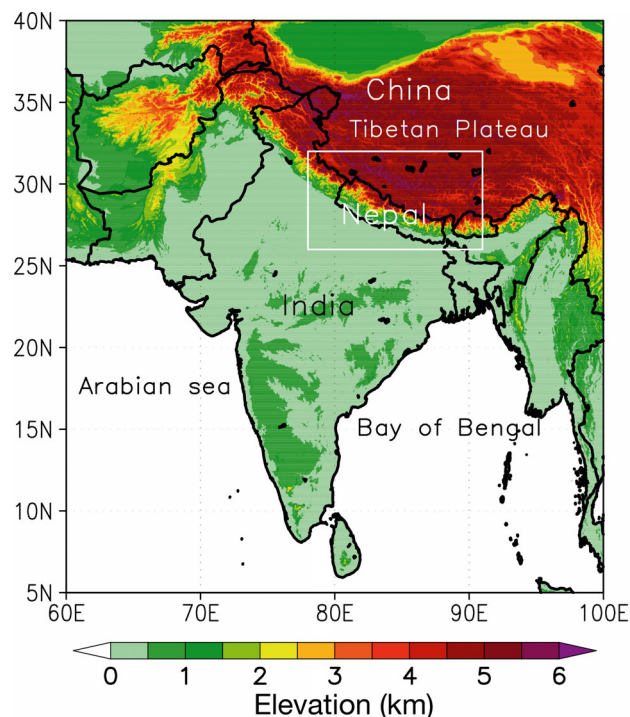 40N
35N
30N
25N
20N
15N
10N
5N
China
Tibetan Plateau
Nepal
India
Arabian sea
Bay of Bengal
60E 70E 80E 90E 100E
0 1 2 3 4 5 6
Elevation (km)